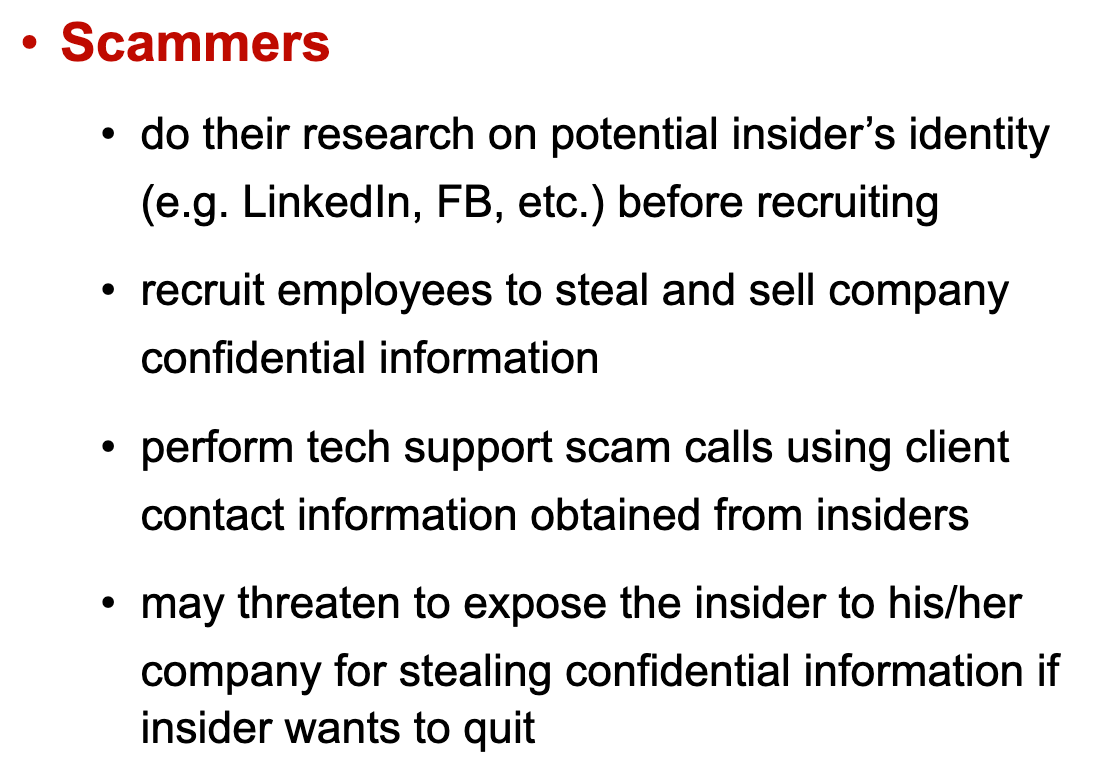 • Scammers
• do their research on potential insider’s identity
(e.g. LinkedIn, FB, etc.) before recruiting
• recruit employees to steal and sell company
confidential information
• perform tech support scam calls using client
contact information obtained from insiders
• may threaten to expose the insider to his/her
company for stealing confidential information if
insider wants to quit